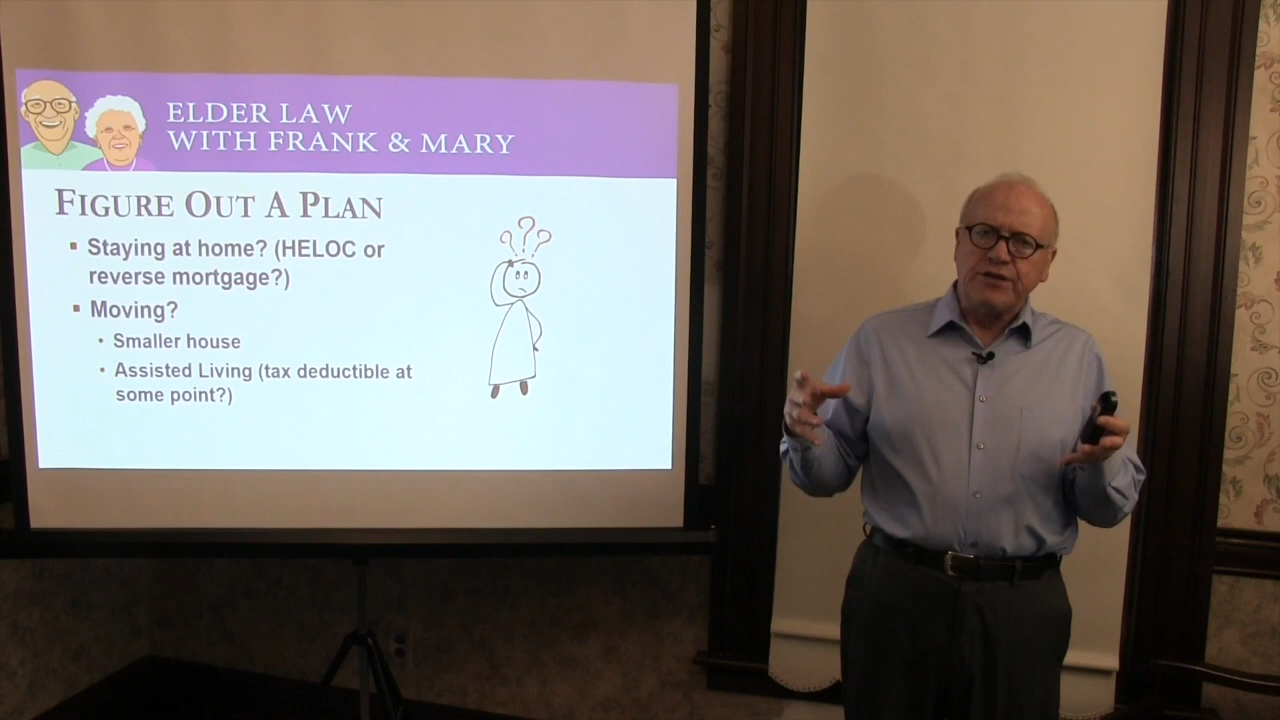 ELDER LAW
WITH FRANK & MARY
FIGURE OUT A PLAN
▪ Staying at home? (HELOC or
reverse mortgage?)
▪ Moving?
• Smaller house
• Assisted Living (tax deductible at
some point?)
???